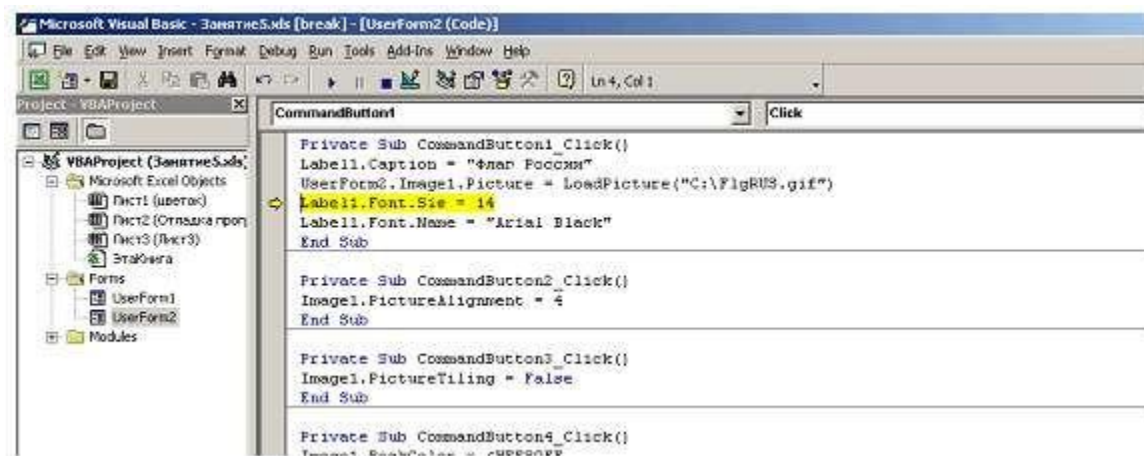 Microsoft Visual Basic - Занятие5.xls [break] - [UserForm2 (Code)]
File Edit View Insert Format Debug Run Tools Add-Ins Window Help
Ln 4, Col 1
Project - VBAProject
CommandButton1
Click
VBAProject (Занятие5.xls)
Microsoft Excel Objects
Лист1 (цветок)
Лист2 (Отладка прог
Лист3 (Лист3)
ЭтаКнига
Forms
UserForm1
UserForm2
Modules
Private Sub CommandButton1_Click()
Label1.Caption = "Флаг России"
UserForm2.Image1.Picture = LoadPicture("C:\FlgRUS.gif")
Label1.Font.Sie = 14
Label1.Font.Name = "Arial Black"
End Sub
Private Sub CommandButton2_Click()
Image1.PictureAlignment = 4
End Sub
Private Sub CommandButton3_Click()
Image1.PictureTiling = False
End Sub
Private Sub CommandButton4_Click()